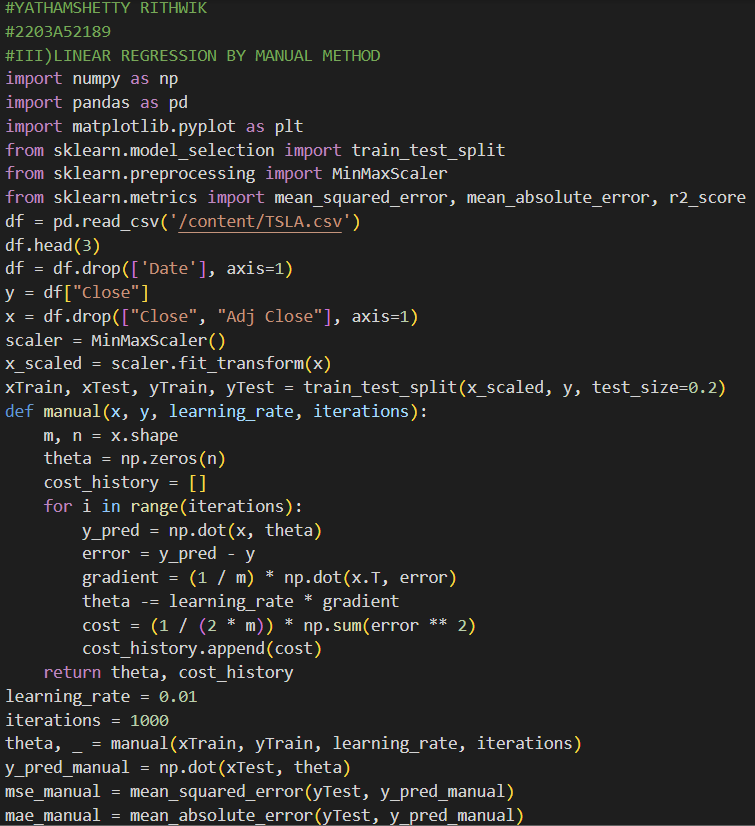 #YATHAMSHETTY RITHWIK
#2203A52189
#III)LINEAR REGRESSION BY MANUAL METHOD
import numpy as np
import pandas as pd
import matplotlib.pyplot as plt
from sklearn.model_selection import train_test_split
from sklearn.preprocessing import MinMaxScaler
from sklearn.metrics import mean_squared_error, mean_absolute_error, r2_score
df = pd.read_csv('/content/TSLA.csv')
df.head(3)
df = df.drop(['Date'], axis=1)
y = df["Close"]
x = df.drop(["Close", "Adj Close"], axis=1)
scaler = MinMaxScaler()
x_scaled = scaler.fit_transform(x)
xTrain, xTest, yTrain, yTest = train_test_split(x_scaled, y, test_size=0.2)
def manual(x, y, learning_rate, iterations):
    m, n = x.shape
    theta = np.zeros(n)
    cost_history = []
    for i in range(iterations):
        y_pred = np.dot(x, theta)
        error = y_pred - y
        gradient = (1 / m) * np.dot(x.T, error)
        theta -= learning_rate * gradient
        cost = (1 / (2 * m)) * np.sum(error ** 2)
        cost_history.append(cost)
    return theta, cost_history
learning_rate = 0.01
iterations = 1000
theta, _ = manual(xTrain, yTrain, learning_rate, iterations)
y_pred_manual = np.dot(xTest, theta)
mse_manual = mean_squared_error(yTest, y_pred_manual)
mae_manual = mean_absolute_error(yTest, y_pred_manual)